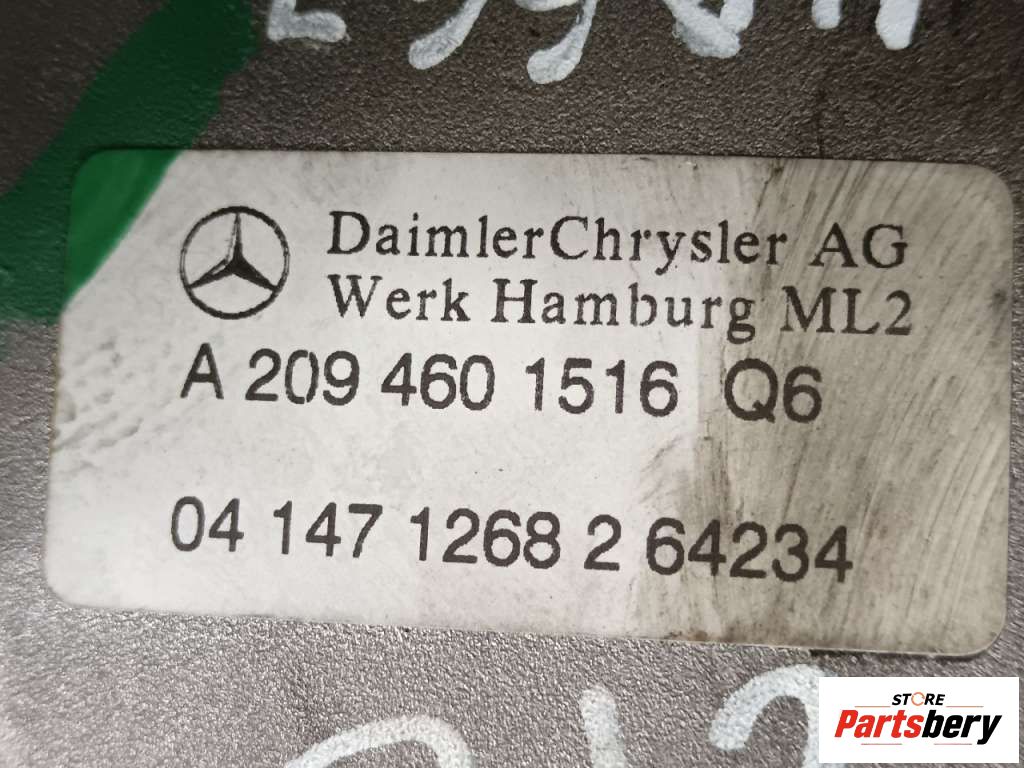 DaimlerChrysler AG
Werk Hamburg ML2
A 209 460 1516 Q6
04 147 1268 2 64234
STORE
Partsbery